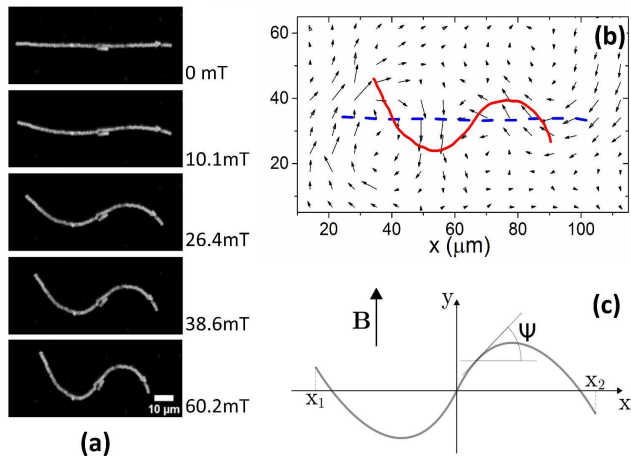 0 mT
10.1mT
26.4mT
38.6mT
60.2mT
10 μm
(a)
(b)
60
40
20
20 40 60 80 100
x (μm)
(c)
B
y
Ψ
x₁
x₂
x